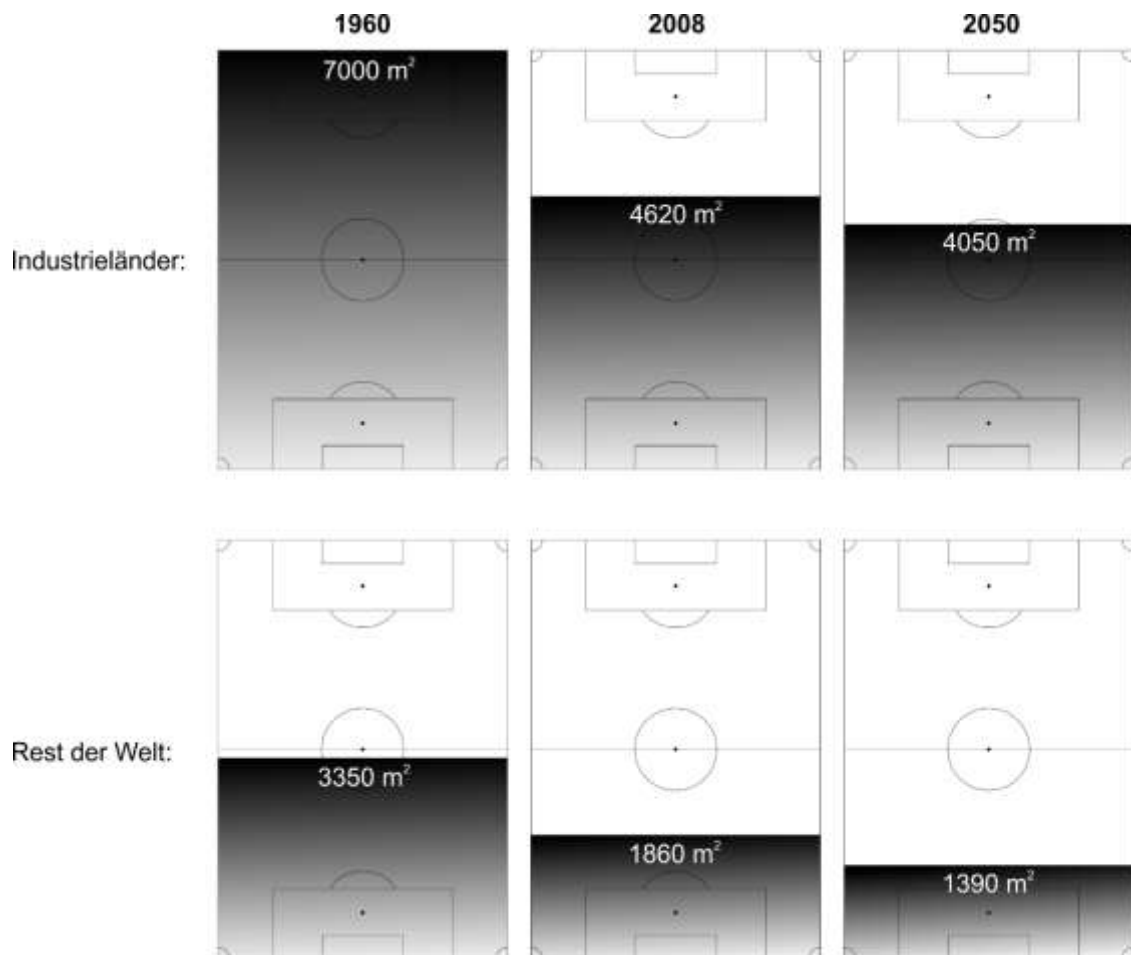 1960 2008 2050
7000 m²
4620 m²
4050 m²
Industrieländer:
Rest der Welt:
3350 m²
1860 m²
1390 m²